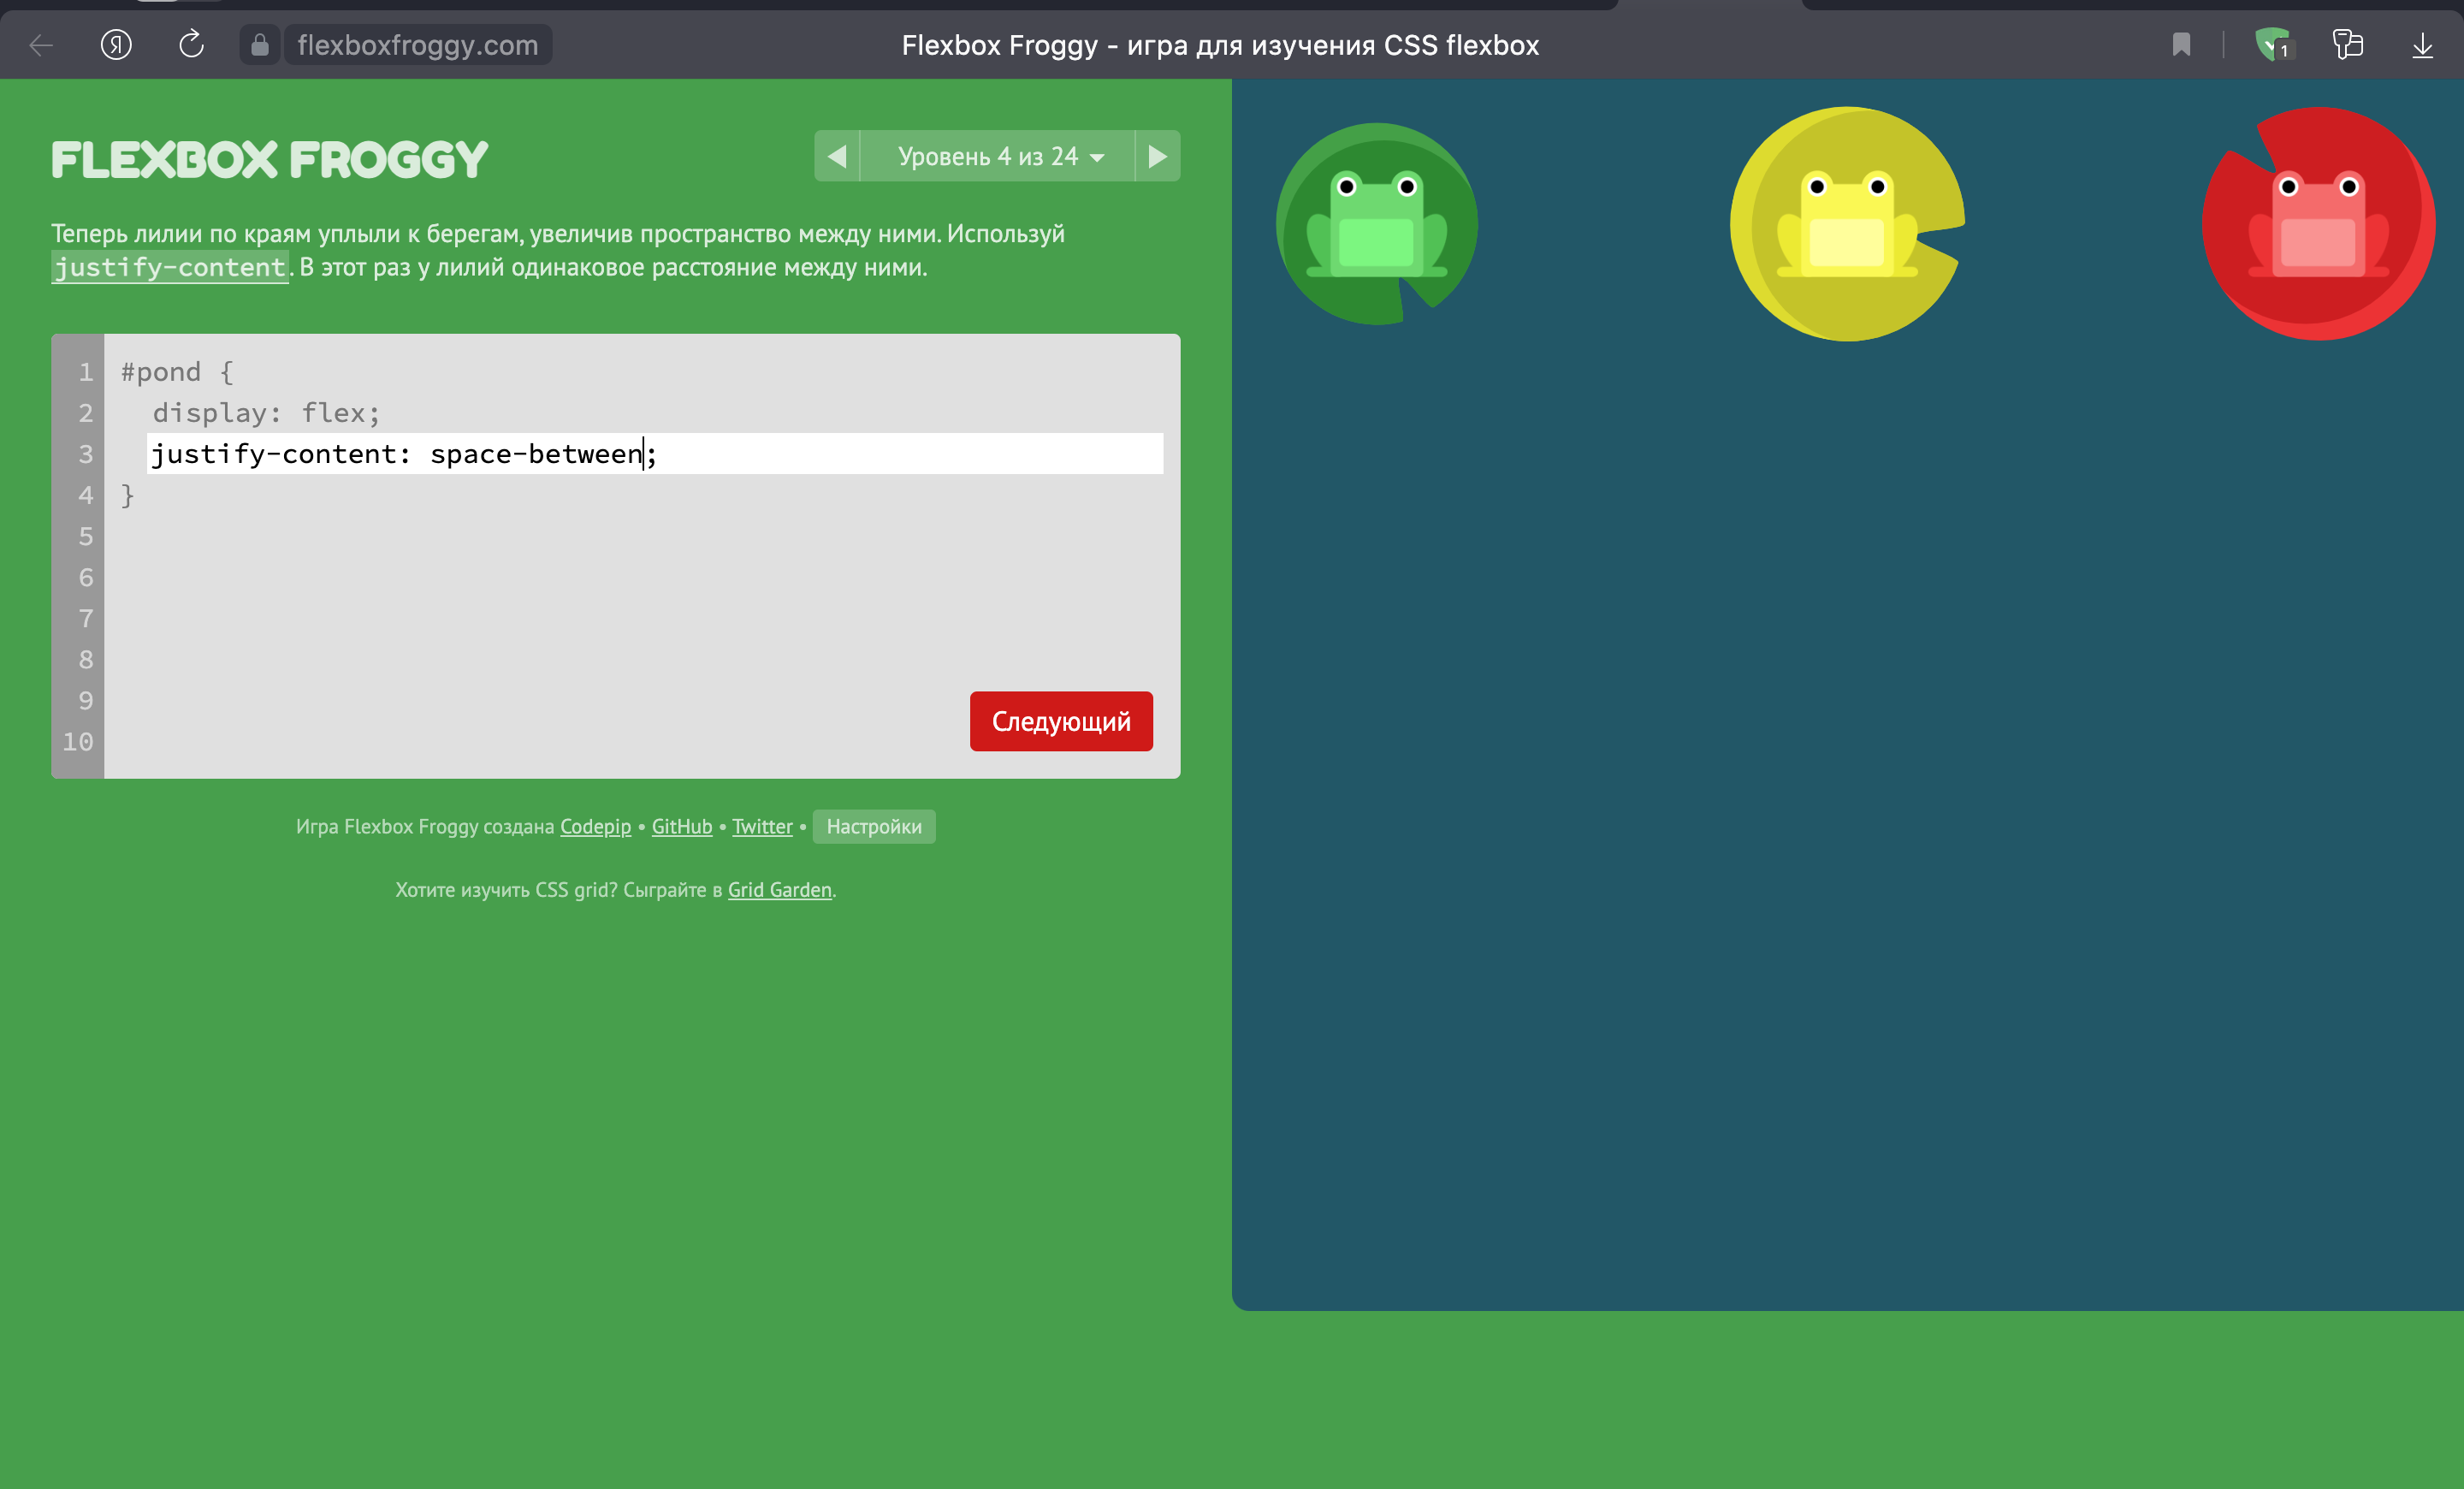 flexboxfroggy.com
Flexbox Froggy - игра для изучения CSS flexbox
1
FLEXBOX FROGGY
Уровень 4 из 24
Теперь лилии по краям уплыли к берегам, увеличив пространство между ними. Используй
justify-content. В этот раз у лилий одинаковое расстояние между ними.
1 #pond {
2 display: flex;
3 justify-content: space-between;
4 }
5
6
7
8
9
10
Следующий
Игра Flexbox Froggy создана Codepip • GitHub • Twitter • Настройки
Хотите изучить CSS grid? Сыграйте в Grid Garden.